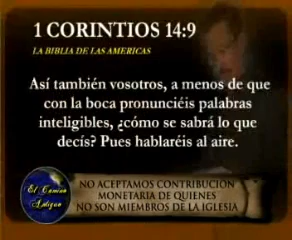 1 CORINTIOS 14:9
LA BIBLIA DE LAS AMERICAS
Así también vosotros, a menos de que
con la boca pronunciéis palabras
inteligibles, ¿cómo se sabrá lo que
decís? Pues hablaréis al aire.
El Camino
Antiguo
NO ACEPTAMOS CONTRIBUCIÓN
MONETARIA DE QUIENES
NO SON MIEMBROS DE LA IGLESIA